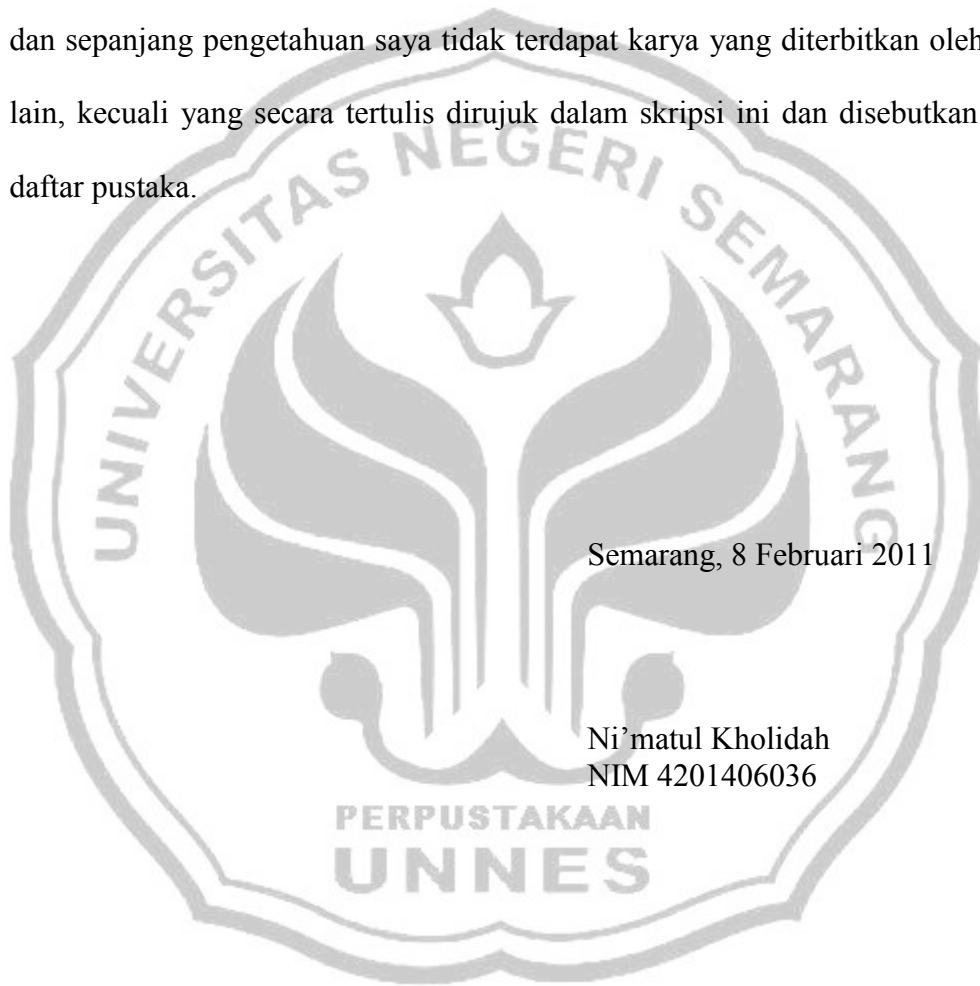 dan sepanjang pengetahuan saya tidak terdapat karya yang diterbitkan oleh
lain, kecuali yang secara tertulis dirujuk dalam skripsi ini dan disebutkan
daftar pustaka.
UNIVERSITAS NEGERI SEMARANG
Semarang, 8 Februari 2011
Ni’matul Kholidah
NIM 4201406036
PERPUSTAKAAN
UNNES